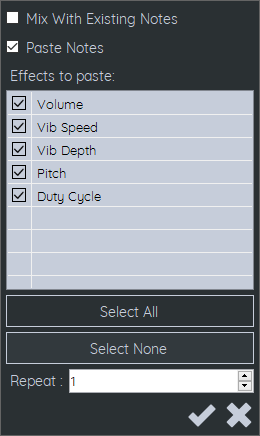 Mix With Existing Notes
Paste Notes
Effects to paste:
Volume
Vib Speed
Vib Depth
Pitch
Duty Cycle
Select All
Select None
Repeat : 1